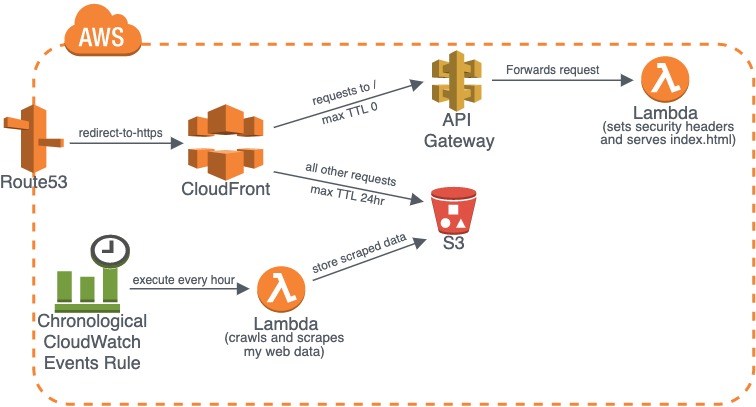 AWS
requests to /
max TTL 0
API
Gateway
Forwards request
Lambda
(sets security headers
and serves index.html)
Route53
redirect-to-https
CloudFront
all other requests
max TTL 24hr
S3
Chronological
CloudWatch
Events Rule
execute every hour
Lambda
(crawls and scrapes
my web data)
store scraped data